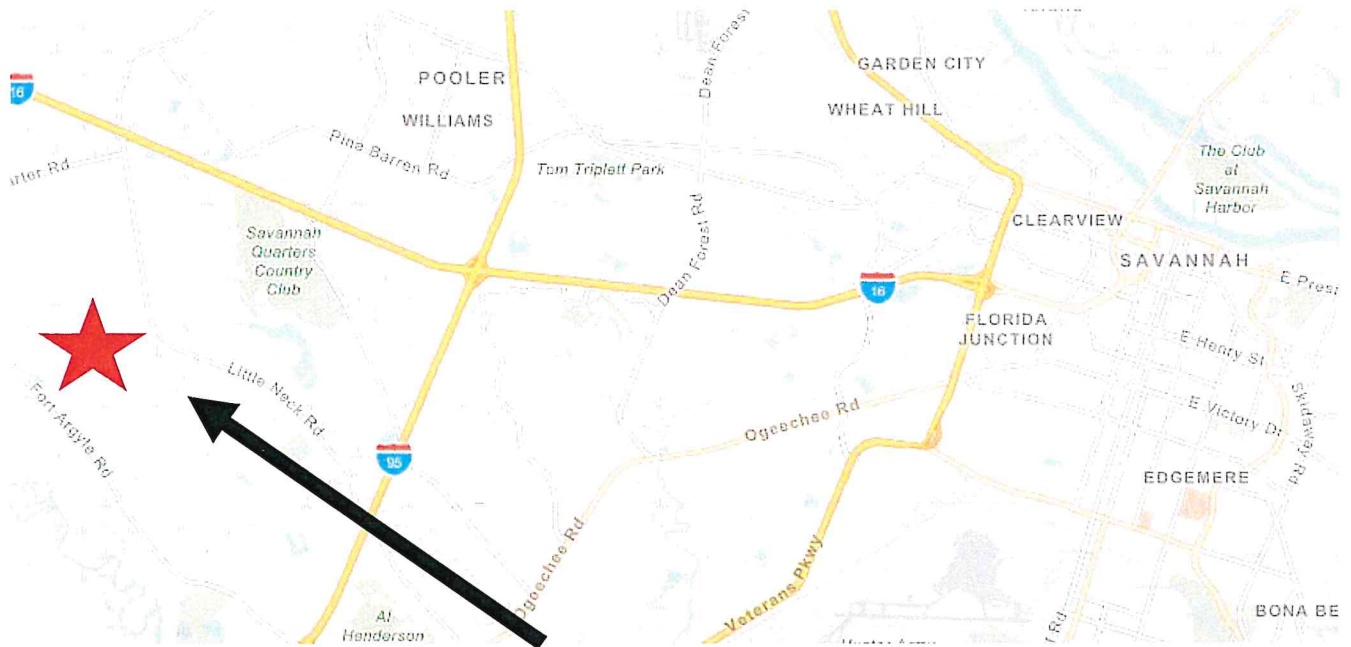 Dean Forest
GARDEN CITY
POOLER
16
WHEAT HILL
WILLIAMS
Pine Barren Rd
Tom Triplett Park
arter Rd
The Club
at
Savannah
Harbor
Savannah
Quarters
Country
Club
Dean Forest Rd
CLEARVIEW
SAVANNAH
E Presi
16
FLORIDA
JUNCTION
E Henry St
Little Neck Rd
Fort Argyle Rd
Ogeechee Rd
E Victory Dr
Skidaway Rd
95
EDGEMERE
Ogeechee Rd
Veterans Pkwy
Al
Henderson
BONA BE
t Rd